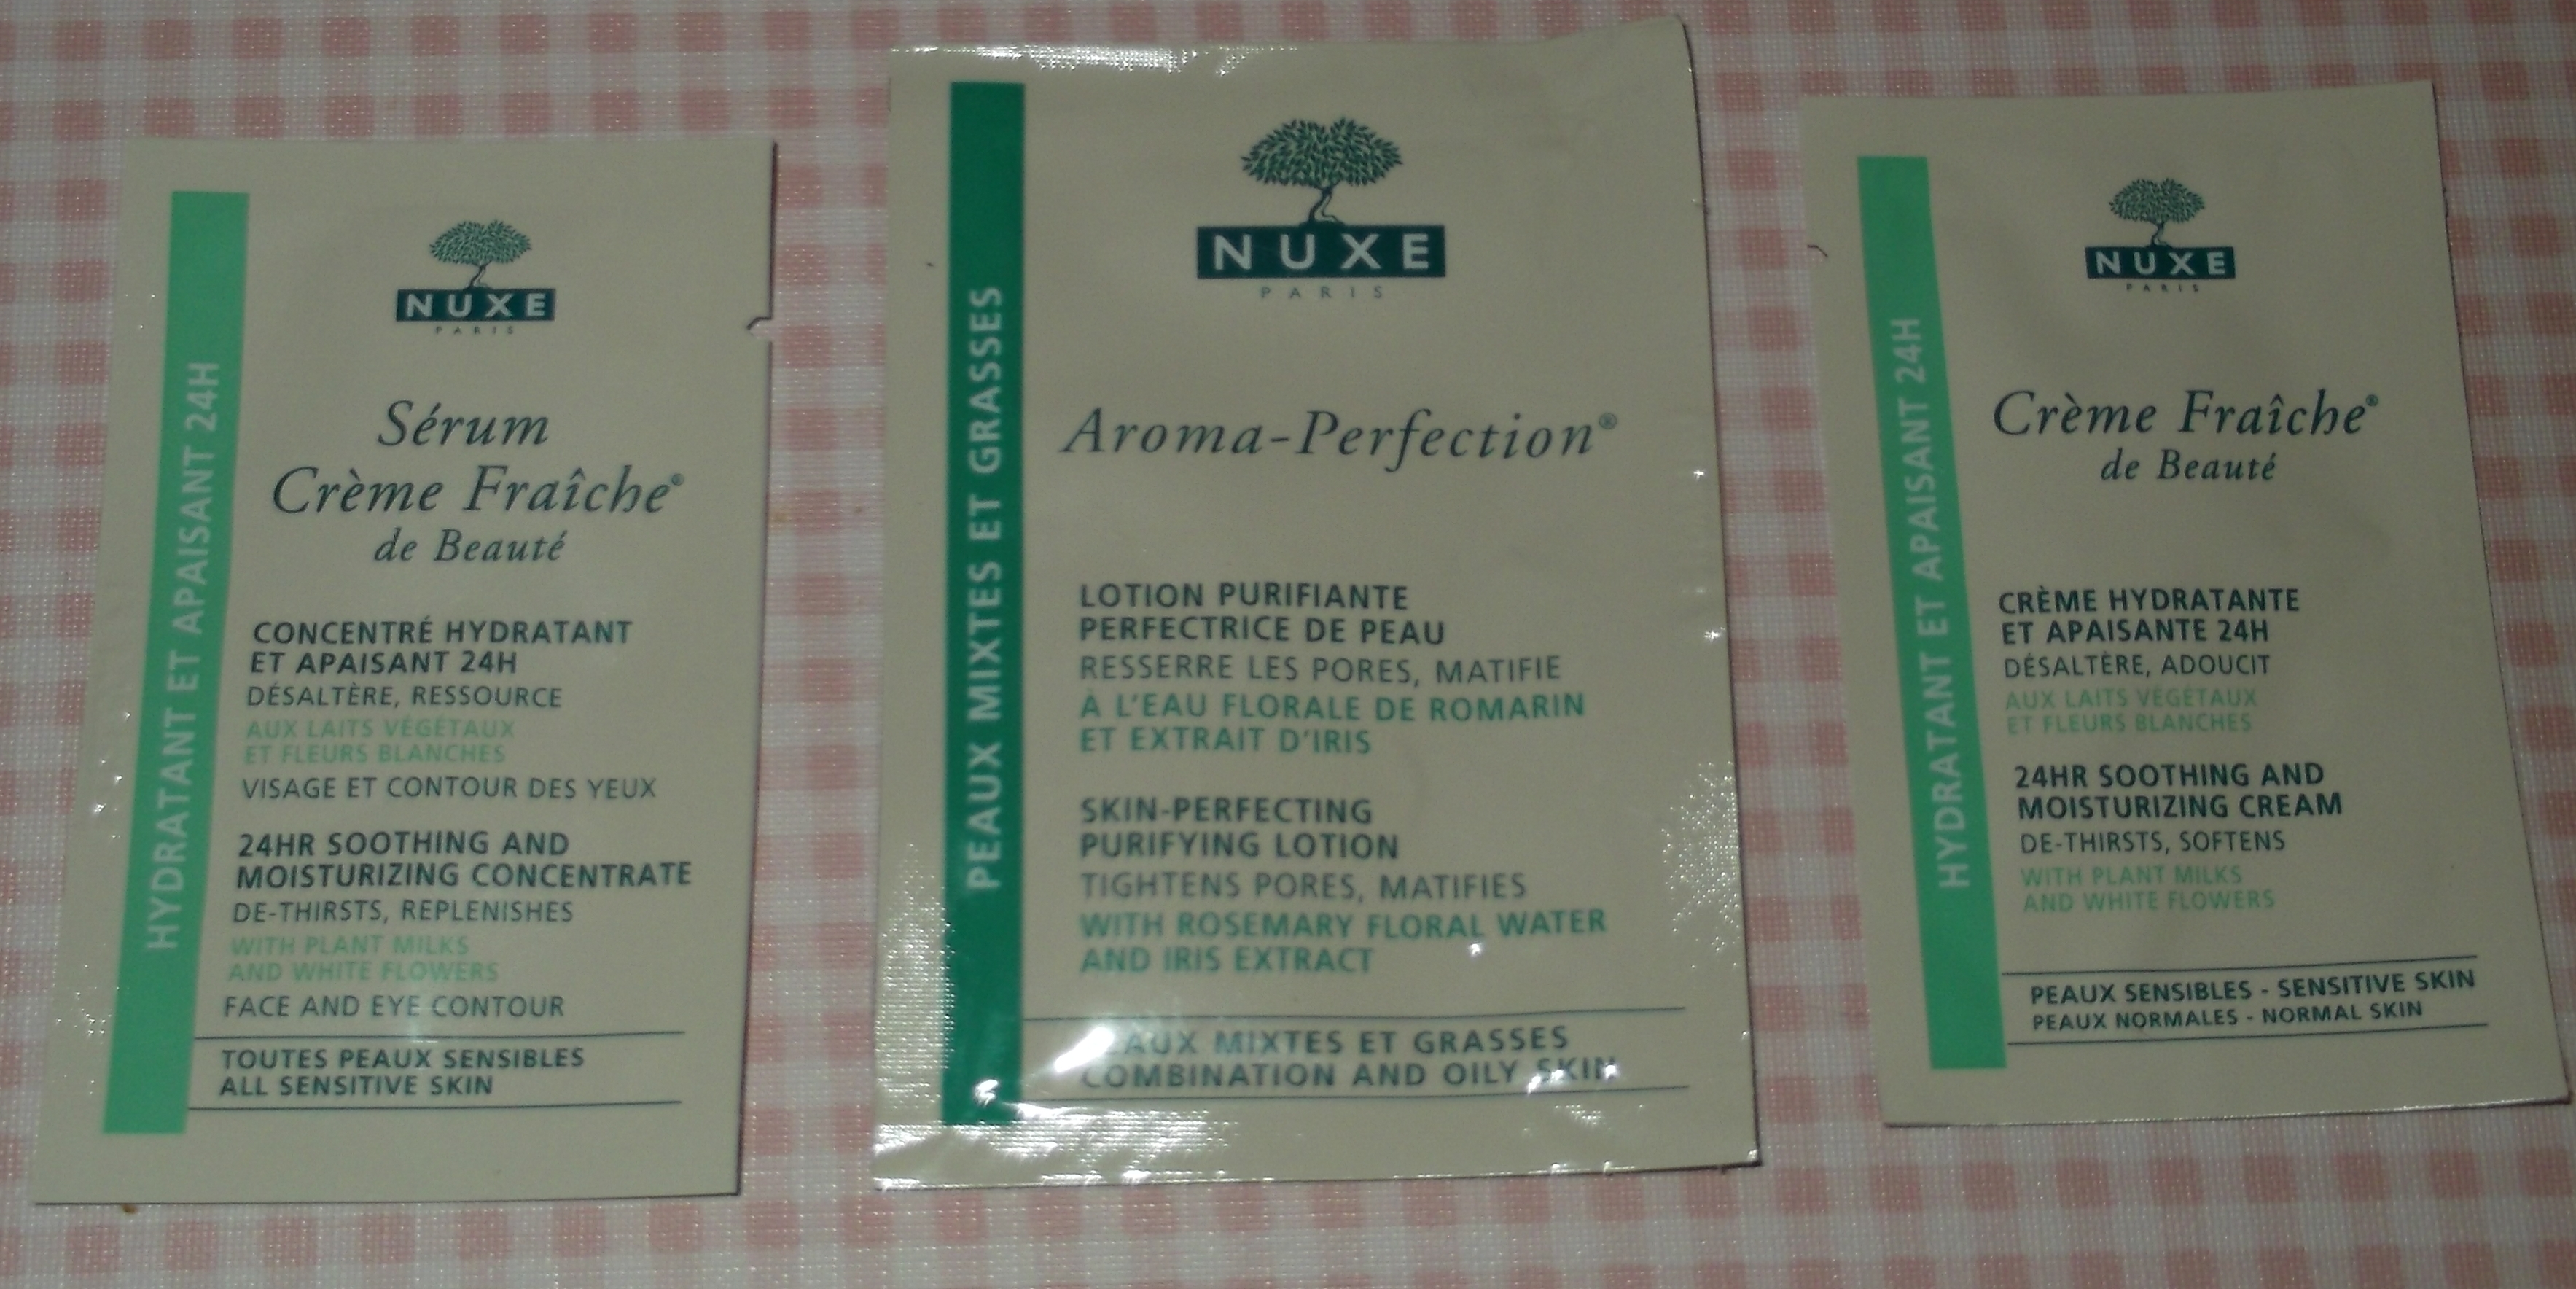 HYDRATANT ET APAISANT 24H
NUXE
PARIS
Sérum
Crème Fraîche®
de Beauté
CONCENTRÉ HYDRATANT
ET APAISANT 24H
DÉSALTÈRE, RESSOURCE
AUX LAITS VÉGÉTAUX
ET FLEURS BLANCHES
VISAGE ET CONTOUR DES YEUX
24HR SOOTHING AND
MOISTURIZING CONCENTRATE
DE-THIRSTS, REPLENISHES
WITH PLANT MILKS
AND WHITE FLOWERS
FACE AND EYE CONTOUR
TOUTES PEAUX SENSIBLES
ALL SENSITIVE SKIN
PEAUX MIXTES ET GRASSES
NUXE
PARIS
Aroma-Perfection®
LOTION PURIFIANTE
PERFECTRICE DE PEAU
RESSERRE LES PORES, MATIFIE
À L'EAU FLORALE DE ROMARIN
ET EXTRAIT D'IRIS
SKIN-PERFECTING
PURIFYING LOTION
TIGHTENS PORES, MATIFIES
WITH ROSEMARY FLORAL WATER
AND IRIS EXTRACT
PEAUX MIXTES ET GRASSES
COMBINATION AND OILY SKIN
HYDRATANT ET APAISANT 24H
NUXE
PARIS
Crème Fraîche®
de Beauté
CRÈME HYDRATANTE
ET APAISANTE 24H
DÉSALTÈRE, ADOUCIT
AUX LAITS VÉGÉTAUX
ET FLEURS BLANCHES
24HR SOOTHING AND
MOISTURIZING CREAM
DE-THIRSTS, SOFTENS
WITH PLANT MILKS
AND WHITE FLOWERS
PEAUX SENSIBLES - SENSITIVE SKIN
PEAUX NORMALES - NORMAL SKIN